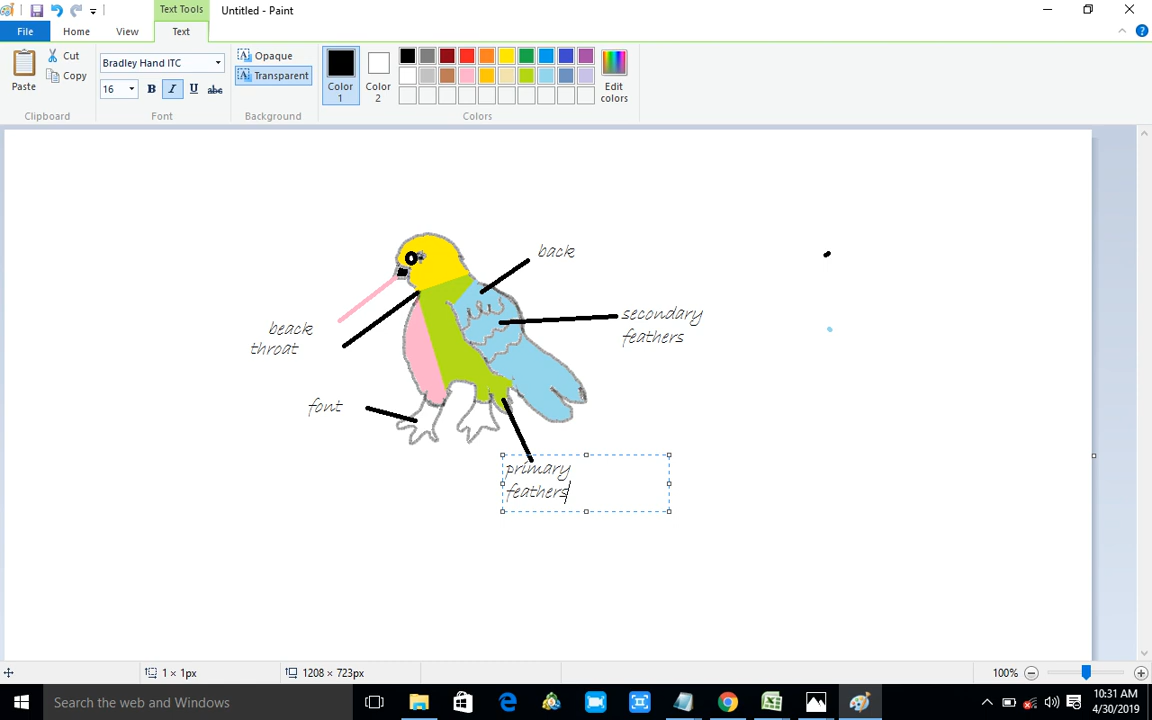 Text Tools
Untitled - Paint
File
Home
View
Text
Paste
Cut
Copy
Clipboard
Bradley Hand ITC
16
B
I
U
abc
Font
A Opaque
A Transparent
Background
Color 1
Color 2
Edit colors
Colors
back
secondary
feathers
beack
throat
font
primary
feathers
1 × 1px
1208 × 723px
100%
Search the web and Windows
10:31 AM
4/30/2019